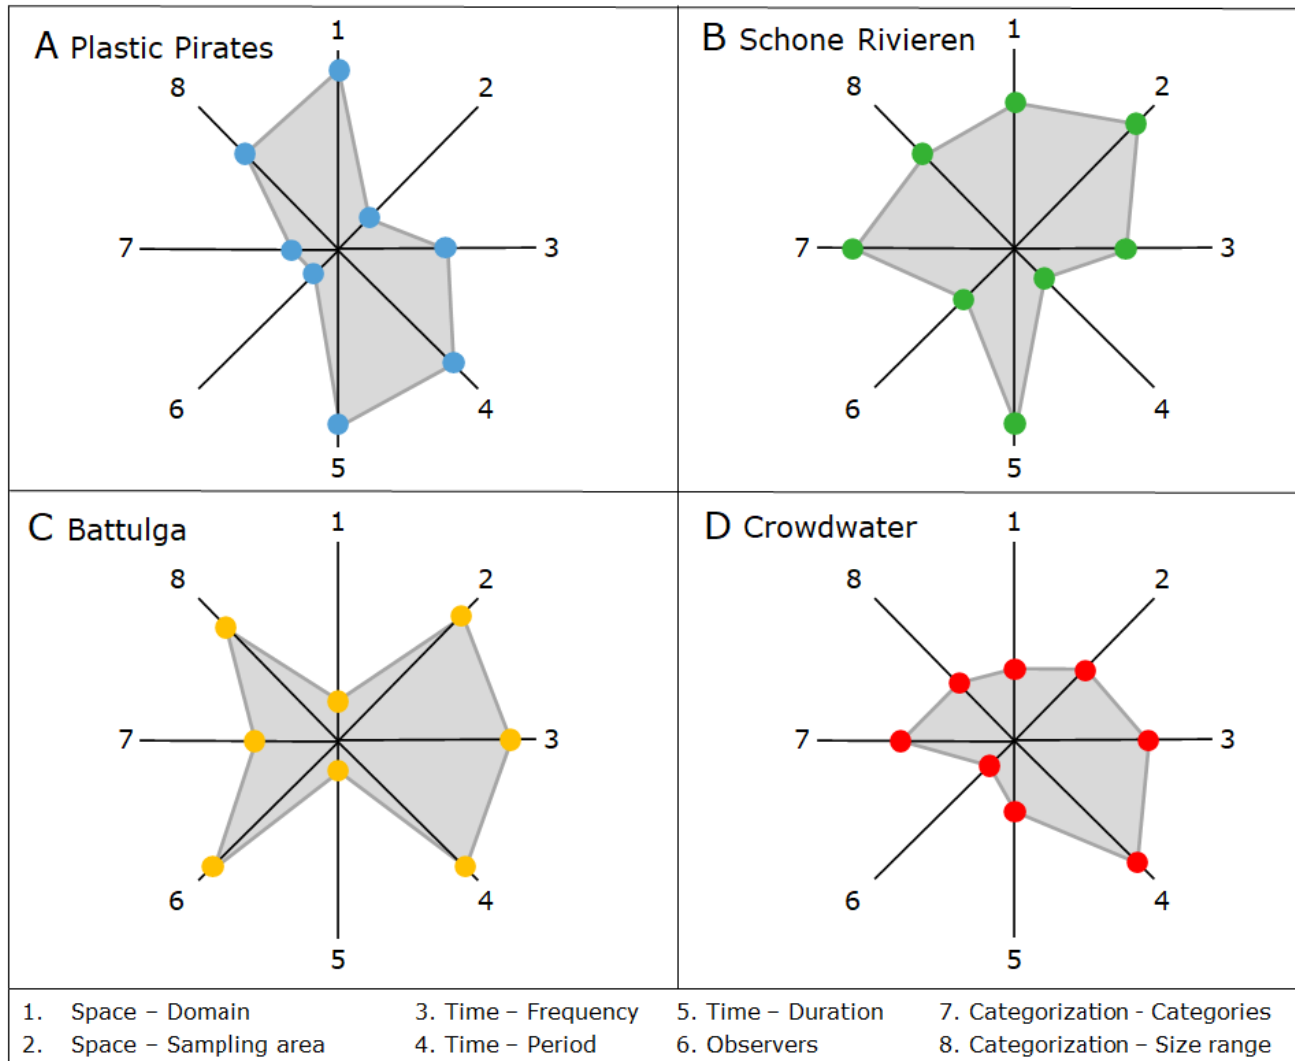 A Plastic Pirates
1
2
3
4
5
6
7
8
B Schone Rivieren
1
2
3
4
5
6
7
8
C Battulga
1
2
3
4
5
6
7
8
D Crowdwater
1
2
3
4
5
6
7
8
1. Space – Domain
2. Space – Sampling area
3. Time – Frequency
4. Time – Period
5. Time – Duration
6. Observers
7. Categorization - Categories
8. Categorization – Size range